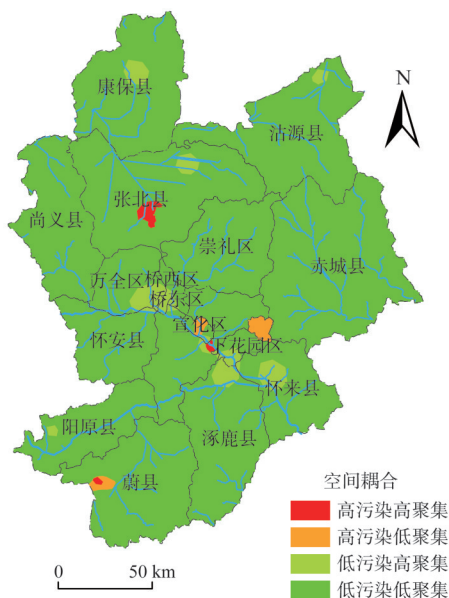 N
康保县
沽源县
张北县
尚义县
崇礼区
赤城县
万全区
桥西区
桥东区
宣化区
怀安县
下花园区
怀来县
阳原县
涿鹿县
蔚县
空间耦合
高污染高聚集
高污染低聚集
低污染高聚集
低污染低聚集
0 50 km